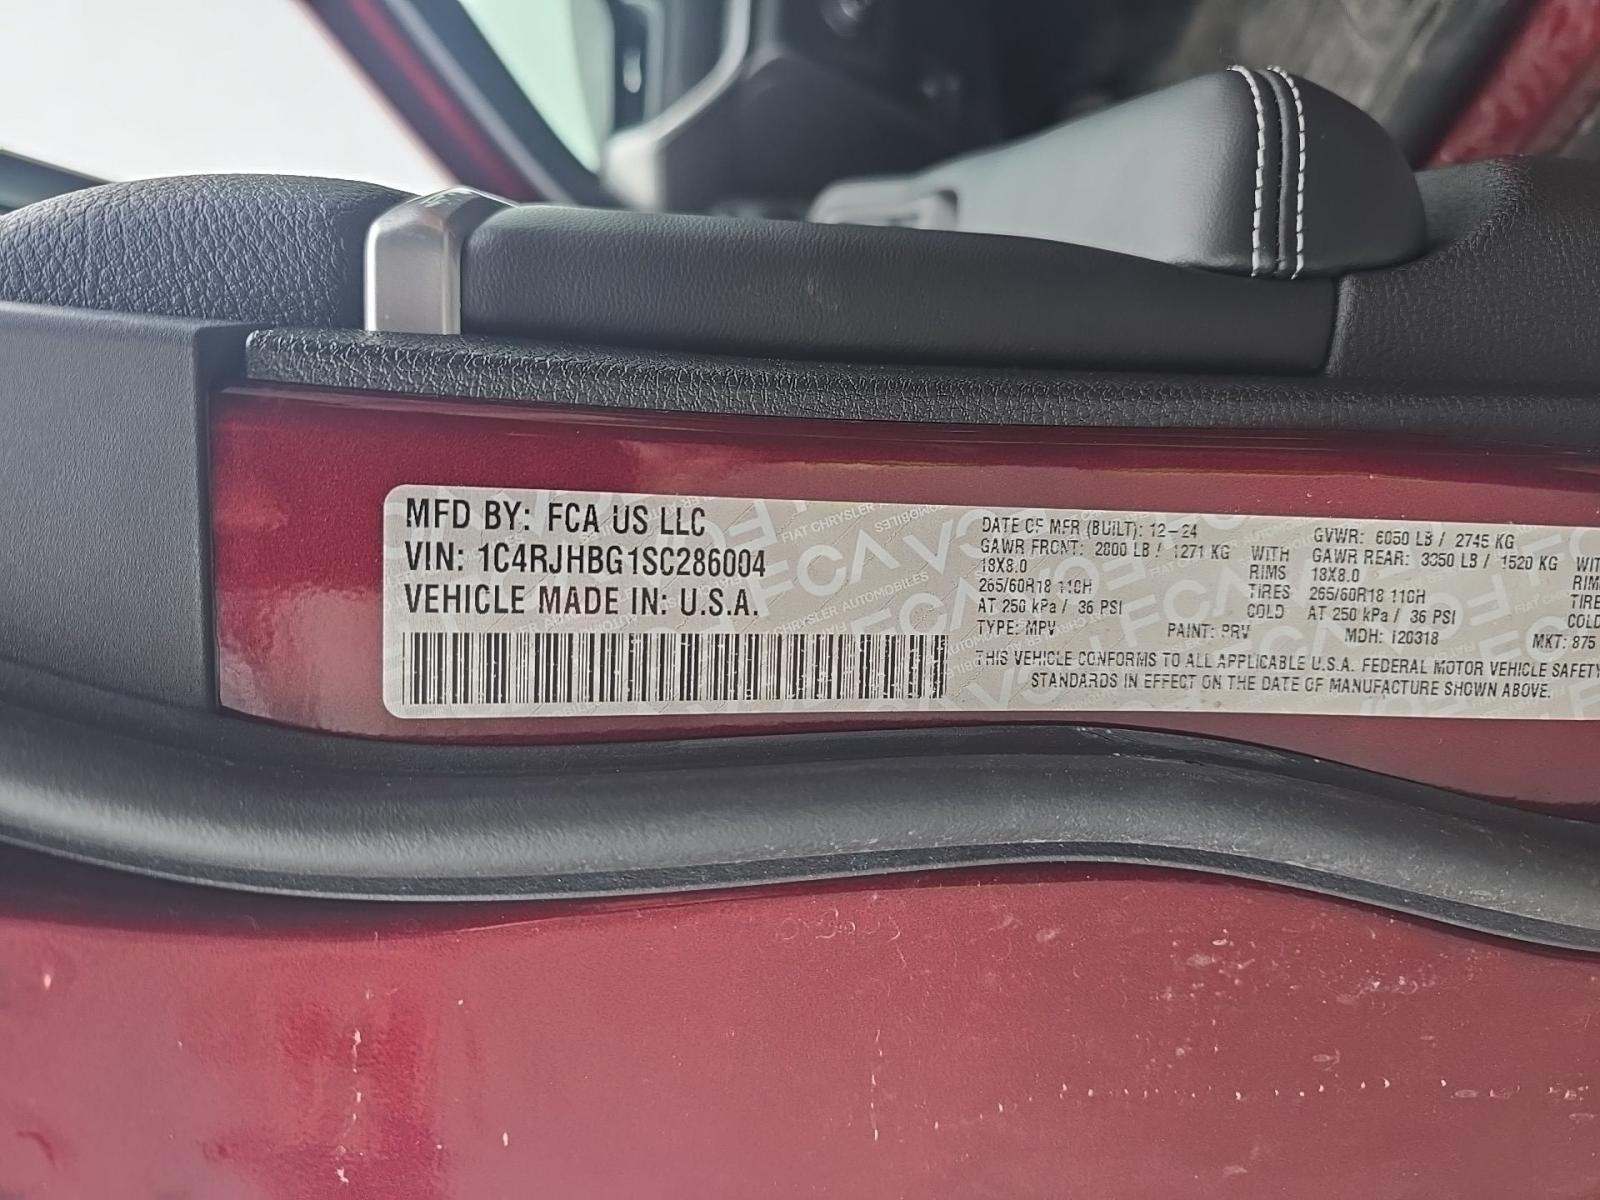 MFD BY: FCA US LLC
VIN: 1C4RJHBG1SC286004
VEHICLE MADE IN: U.S.A.
DATE OF MFR (BUILT): 12-24
GAWR FRONT: 2800 LB / 1271 KG
18X8.0
265/60R18 110H
AT 250 kPa / 36 PSI
TYPE: MPV
WITH
RIMS
TIRES
COLD
PAINT: PRV
GVWR: 6050 LB / 2745 KG
GAWR REAR: 3350 LB / 1520 KG
18X8.0
265/60R18 110H
AT 250 kPa / 36 PSI
MDH: 120318
MKT: 875
THIS VEHICLE CONFORMS TO ALL APPLICABLE U.S.A. FEDERAL MOTOR VEHICLE SAFETY
STANDARDS IN EFFECT ON THE DATE OF MANUFACTURE SHOWN ABOVE.